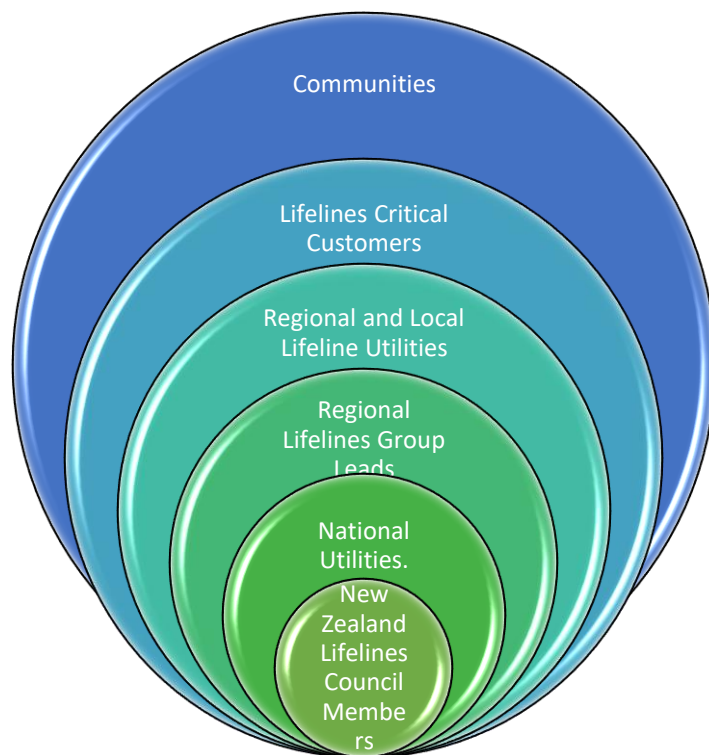 Communities
Lifelines Critical
Customers
Regional and Local
Lifeline Utilities
Regional
Lifelines Group
Leads
National
Utilities.
New
Zealand
Lifelines
Council
Membe
rs